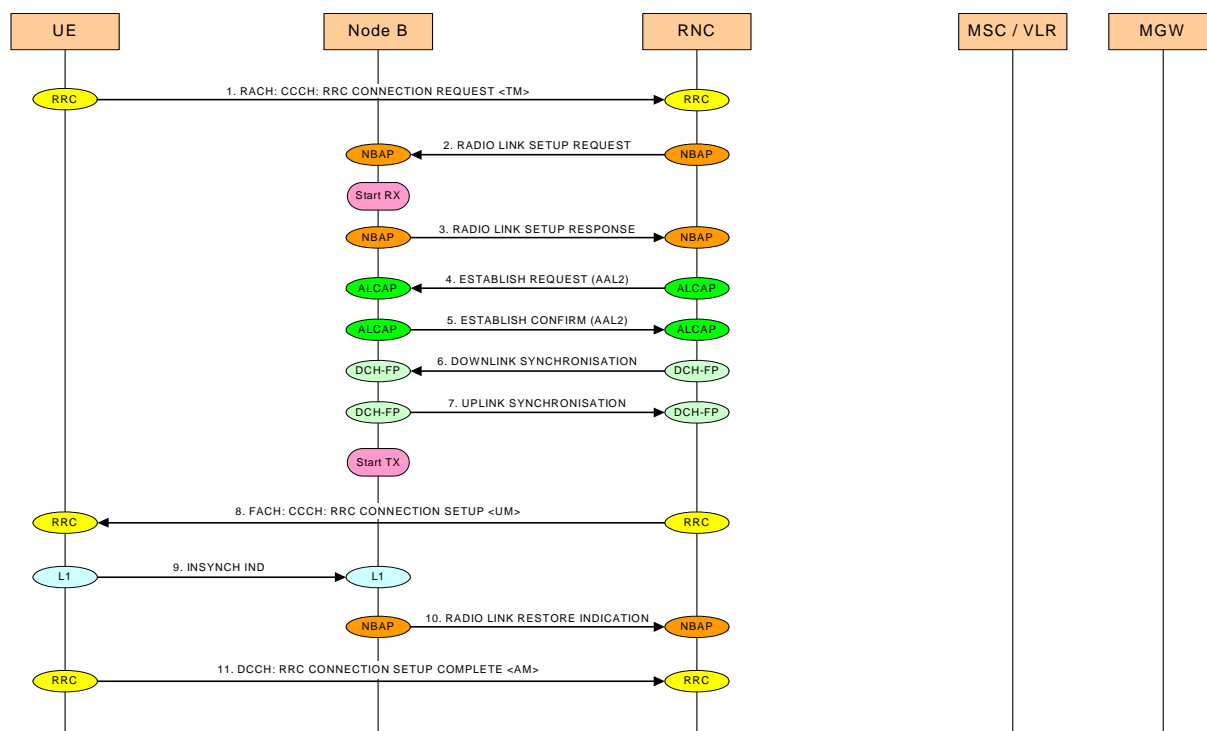 UE Node B RNC MSC / VLR MGW
RRC 1. RACH: CCCH: RRC CONNECTION REQUEST <TM> RRC
NBAP 2. RADIO LINK SETUP REQUEST NBAP
Start RX
NBAP 3. RADIO LINK SETUP RESPONSE NBAP
ALCAP 4. ESTABLISH REQUEST (AAL2) ALCAP
ALCAP 5. ESTABLISH CONFIRM (AAL2) ALCAP
DCH-FP 6. DOWNLINK SYNCHRONISATION DCH-FP
DCH-FP 7. UPLINK SYNCHRONISATION DCH-FP
Start TX
RRC 8. FACH: CCCH: RRC CONNECTION SETUP <UM> RRC
L1 9. INSYNCH IND L1
NBAP 10. RADIO LINK RESTORE INDICATION NBAP
RRC 11. DCCH: RRC CONNECTION SETUP COMPLETE <AM> RRC